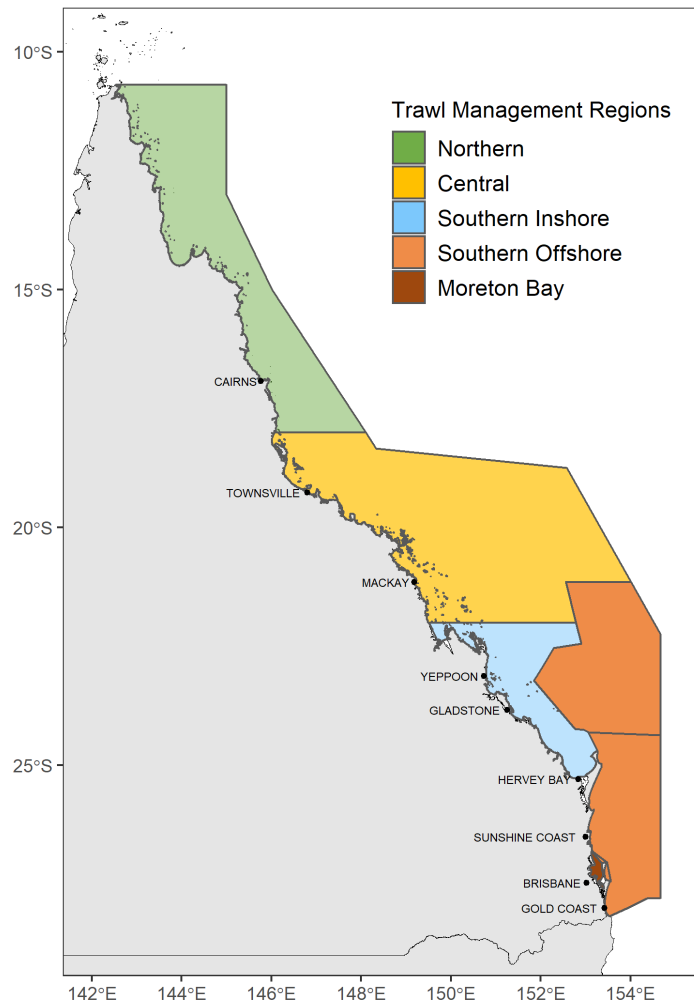 10°S
Trawl Management Regions
Northern
Central
Southern Inshore
Southern Offshore
Moreton Bay
15°S
CAIRNS
TOWNSVILLE
20°S
MACKAY
YEPPOON
GLADSTONE
25°S
HERVEY BAY
SUNSHINE COAST
BRISBANE
GOLD COAST
142°E 144°E 146°E 148°E 150°E 152°E 154°E